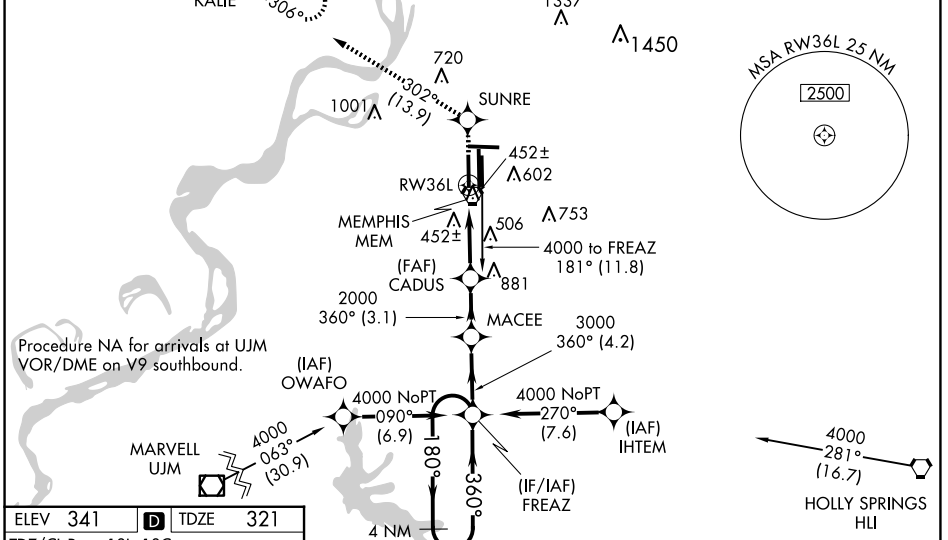 306°
1450
MSA RW36L 25 NM
2500
720
302°
(13.9)
1001
SUNRE
452±
602
RW36L
MEMPHIS
MEM
452±
506
753
4000 to FREAZ
181° (11.8)
(FAF)
CADUS
881
2000
360° (3.1)
MACEE
3000
360° (4.2)
Procedure NA for arrivals at UJM
VOR/DME on V9 southbound.
(IAF)
OWAFO
4000 NoPT
090°
(6.9)
4000 NoPT
270°
(7.6)
(IAF)
IHTEM
MARVELL
UJM
4000
063°
(30.9)
180°
360°
(IF/IAF)
FREAZ
4000
281°
(16.7)
HOLLY SPRINGS
HLI
4 NM
ELEV 341 D TDZE 321